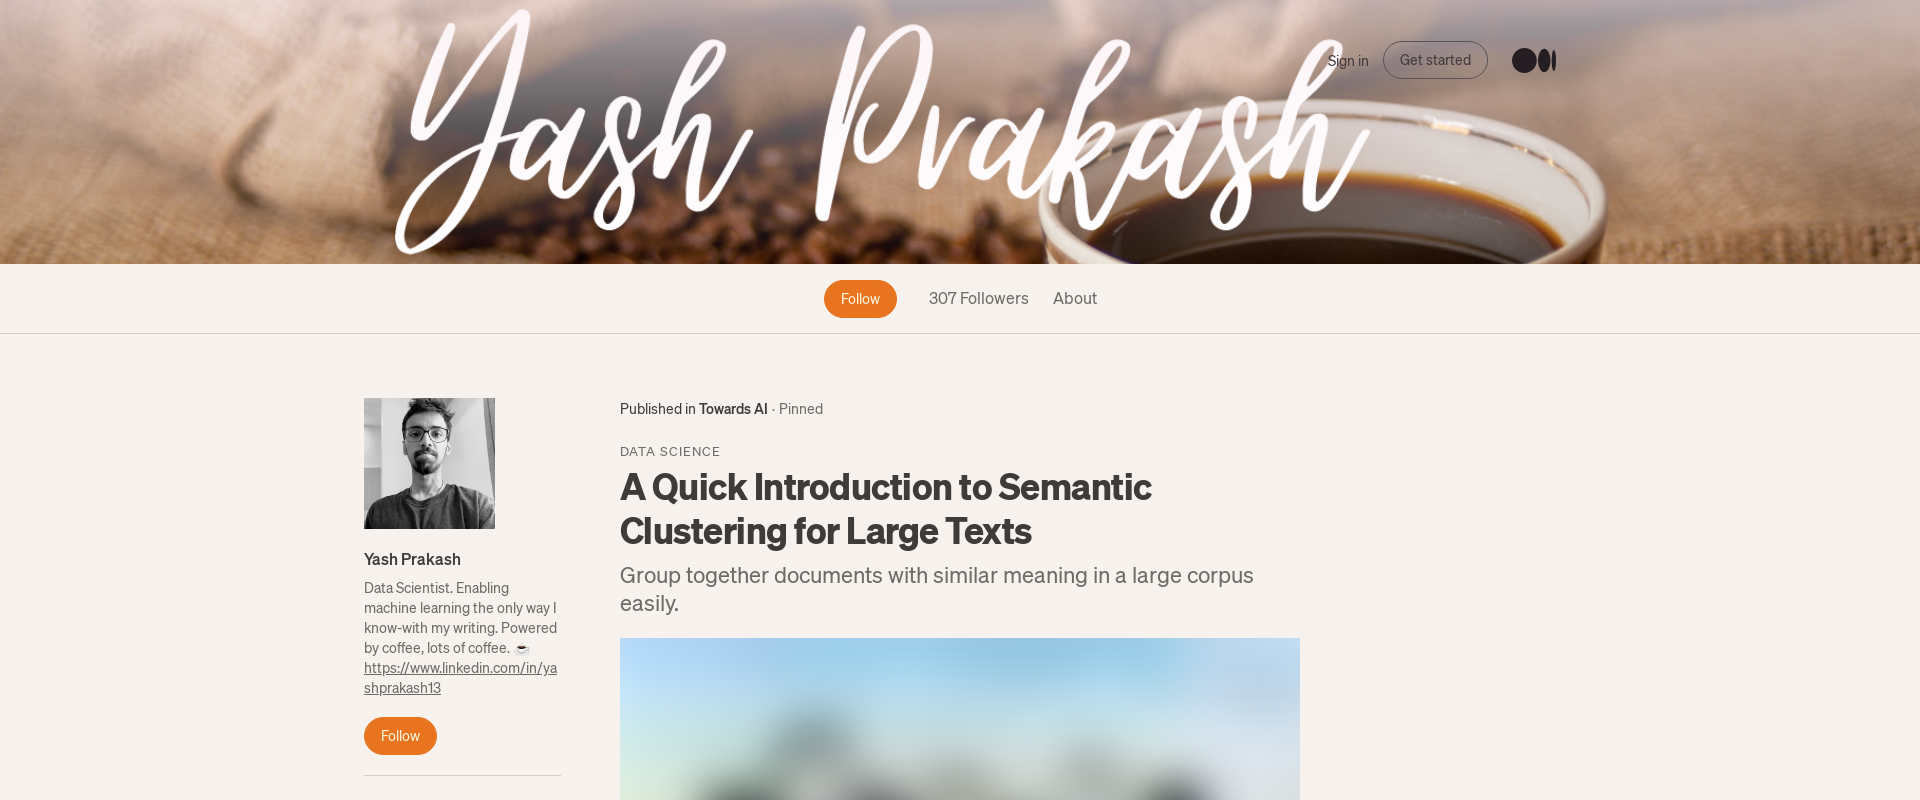 Yash Prakash
Sign in
Get started
Follow
307 Followers
About
Yash Prakash
Data Scientist. Enabling
machine learning the only way I
know-with my writing. Powered
by coffee, lots of coffee. ☕
https://www.linkedin.com/in/ya
shprakash13
Follow
Published in Towards AI · Pinned
DATA SCIENCE
A Quick Introduction to Semantic
Clustering for Large Texts
Group together documents with similar meaning in a large corpus
easily.